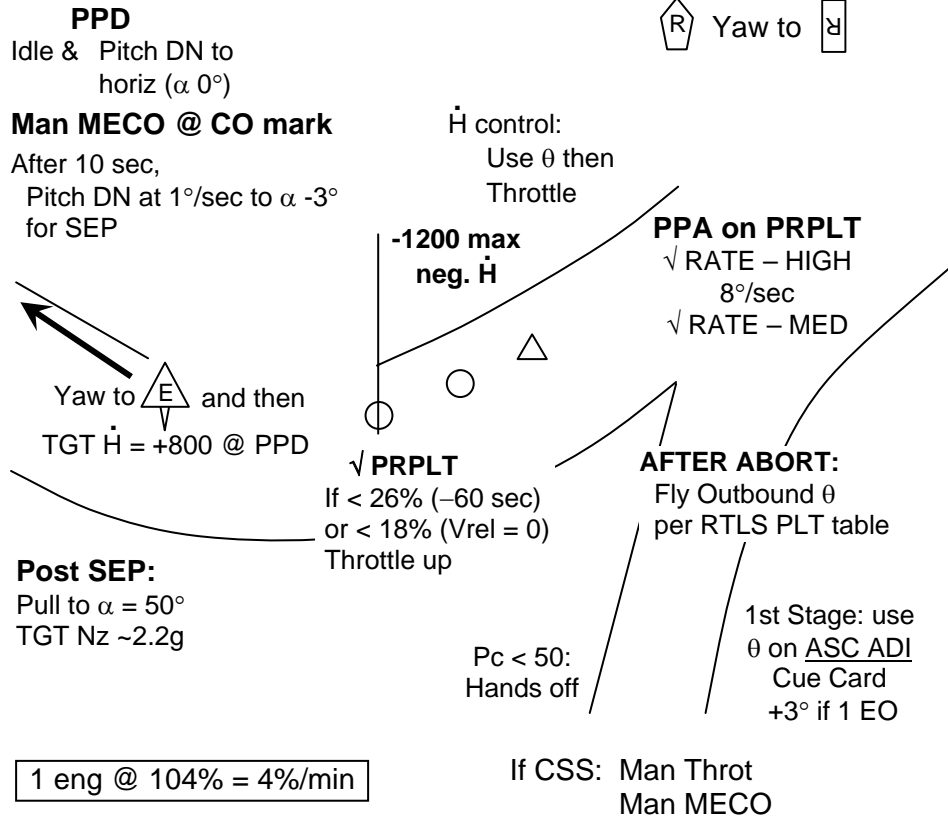 PPD
Idle & Pitch DN to
horiz (α 0°)
Man MECO @ CO mark
After 10 sec,
Pitch DN at 1°/sec to α -3°
for SEP
R Yaw to R
Ḣ control:
Use θ then
Throttle
-1200 max
neg. Ḣ
PPA on PRPLT
√ RATE – HIGH
8°/sec
√ RATE – MED
Yaw to E and then
TGT Ḣ = +800 @ PPD
√ PRPLT
If < 26% (–60 sec)
or < 18% (Vrel = 0)
Throttle up
AFTER ABORT:
Fly Outbound θ
per RTLS PLT table
Post SEP:
Pull to α = 50°
TGT Nz ~2.2g
Pc < 50:
Hands off
1st Stage: use
θ on ASC ADI
Cue Card
+3° if 1 EO
1 eng @ 104% = 4%/min
If CSS: Man Throt
Man MECO